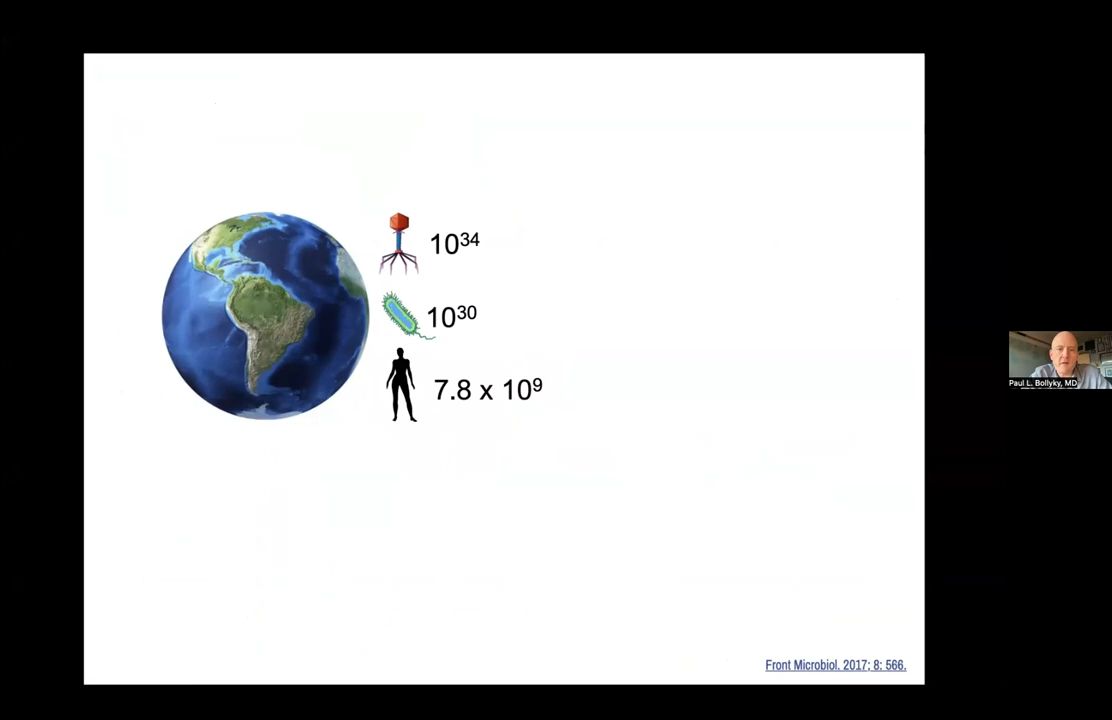 10³⁴
10³⁰
7.8 x 10⁹
Paul L. Bollyky, MD
Front Microbiol. 2017; 8: 566.